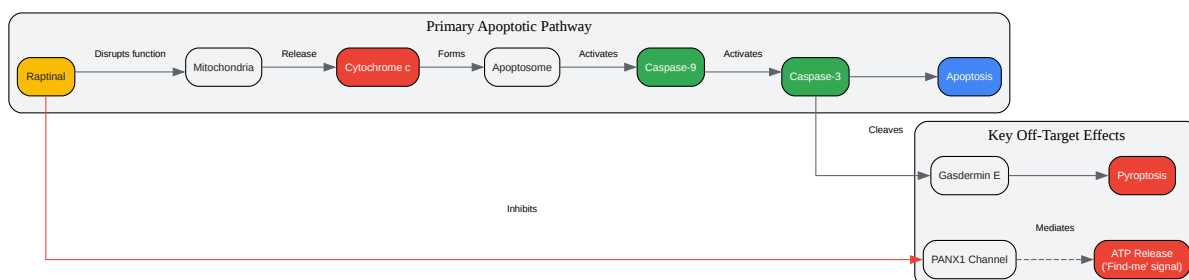 Primary Apoptotic Pathway
Raptinal
Disrupts function
Mitochondria
Release
Cytochrome c
Forms
Apoptosome
Activates
Caspase-9
Activates
Caspase-3
Apoptosis
Cleaves
Key Off-Target Effects
Gasdermin E
Pyroptosis
Inhibits
PANX1 Channel
Mediates
ATP Release
('Find-me' signal)